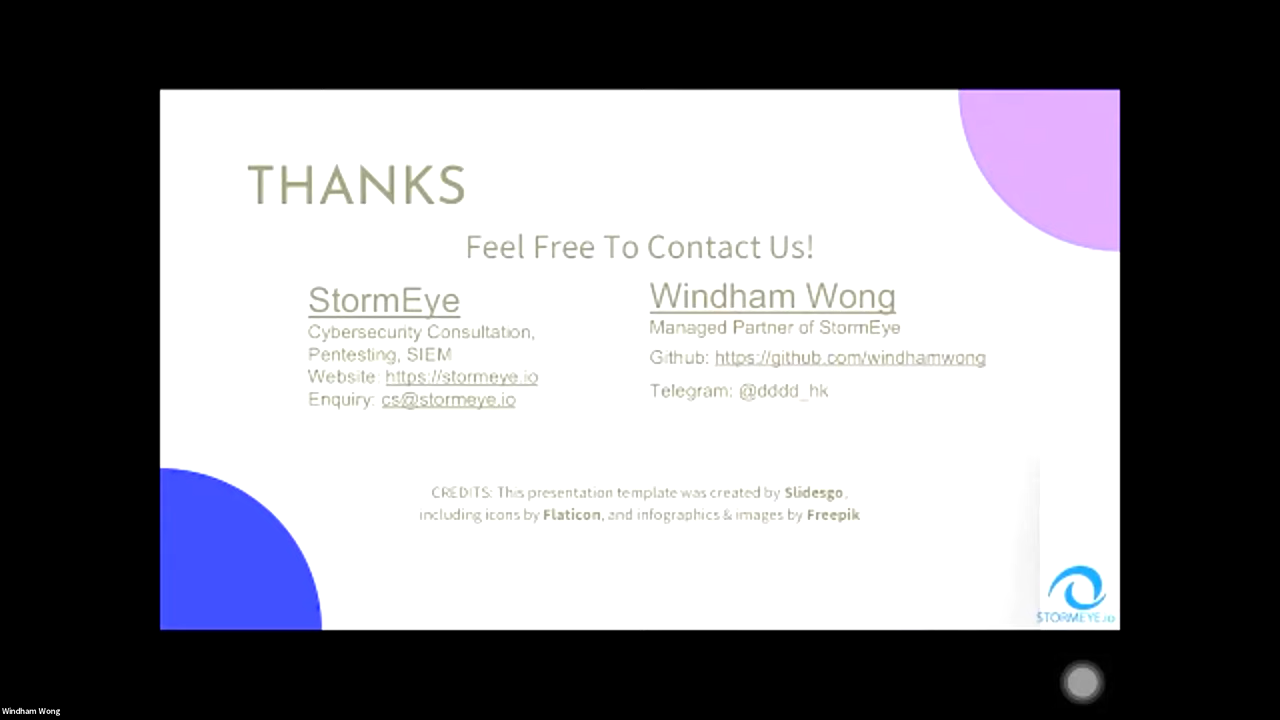 THANKS
Feel Free To Contact Us!
StormEye
Cybersecurity Consultation,
Pentesting, SIEM
Website: https://stormeye.io
Enquiry: cs@stormeye.io
Windham Wong
Managed Partner of StormEye
Github: https://github.com/windhamwong
Telegram: @dddd_hk
CREDITS: This presentation template was created by Slidesgo,
including icons by Flaticon, and infographics & images by Freepik
STORMEYE.io
Windham Wong